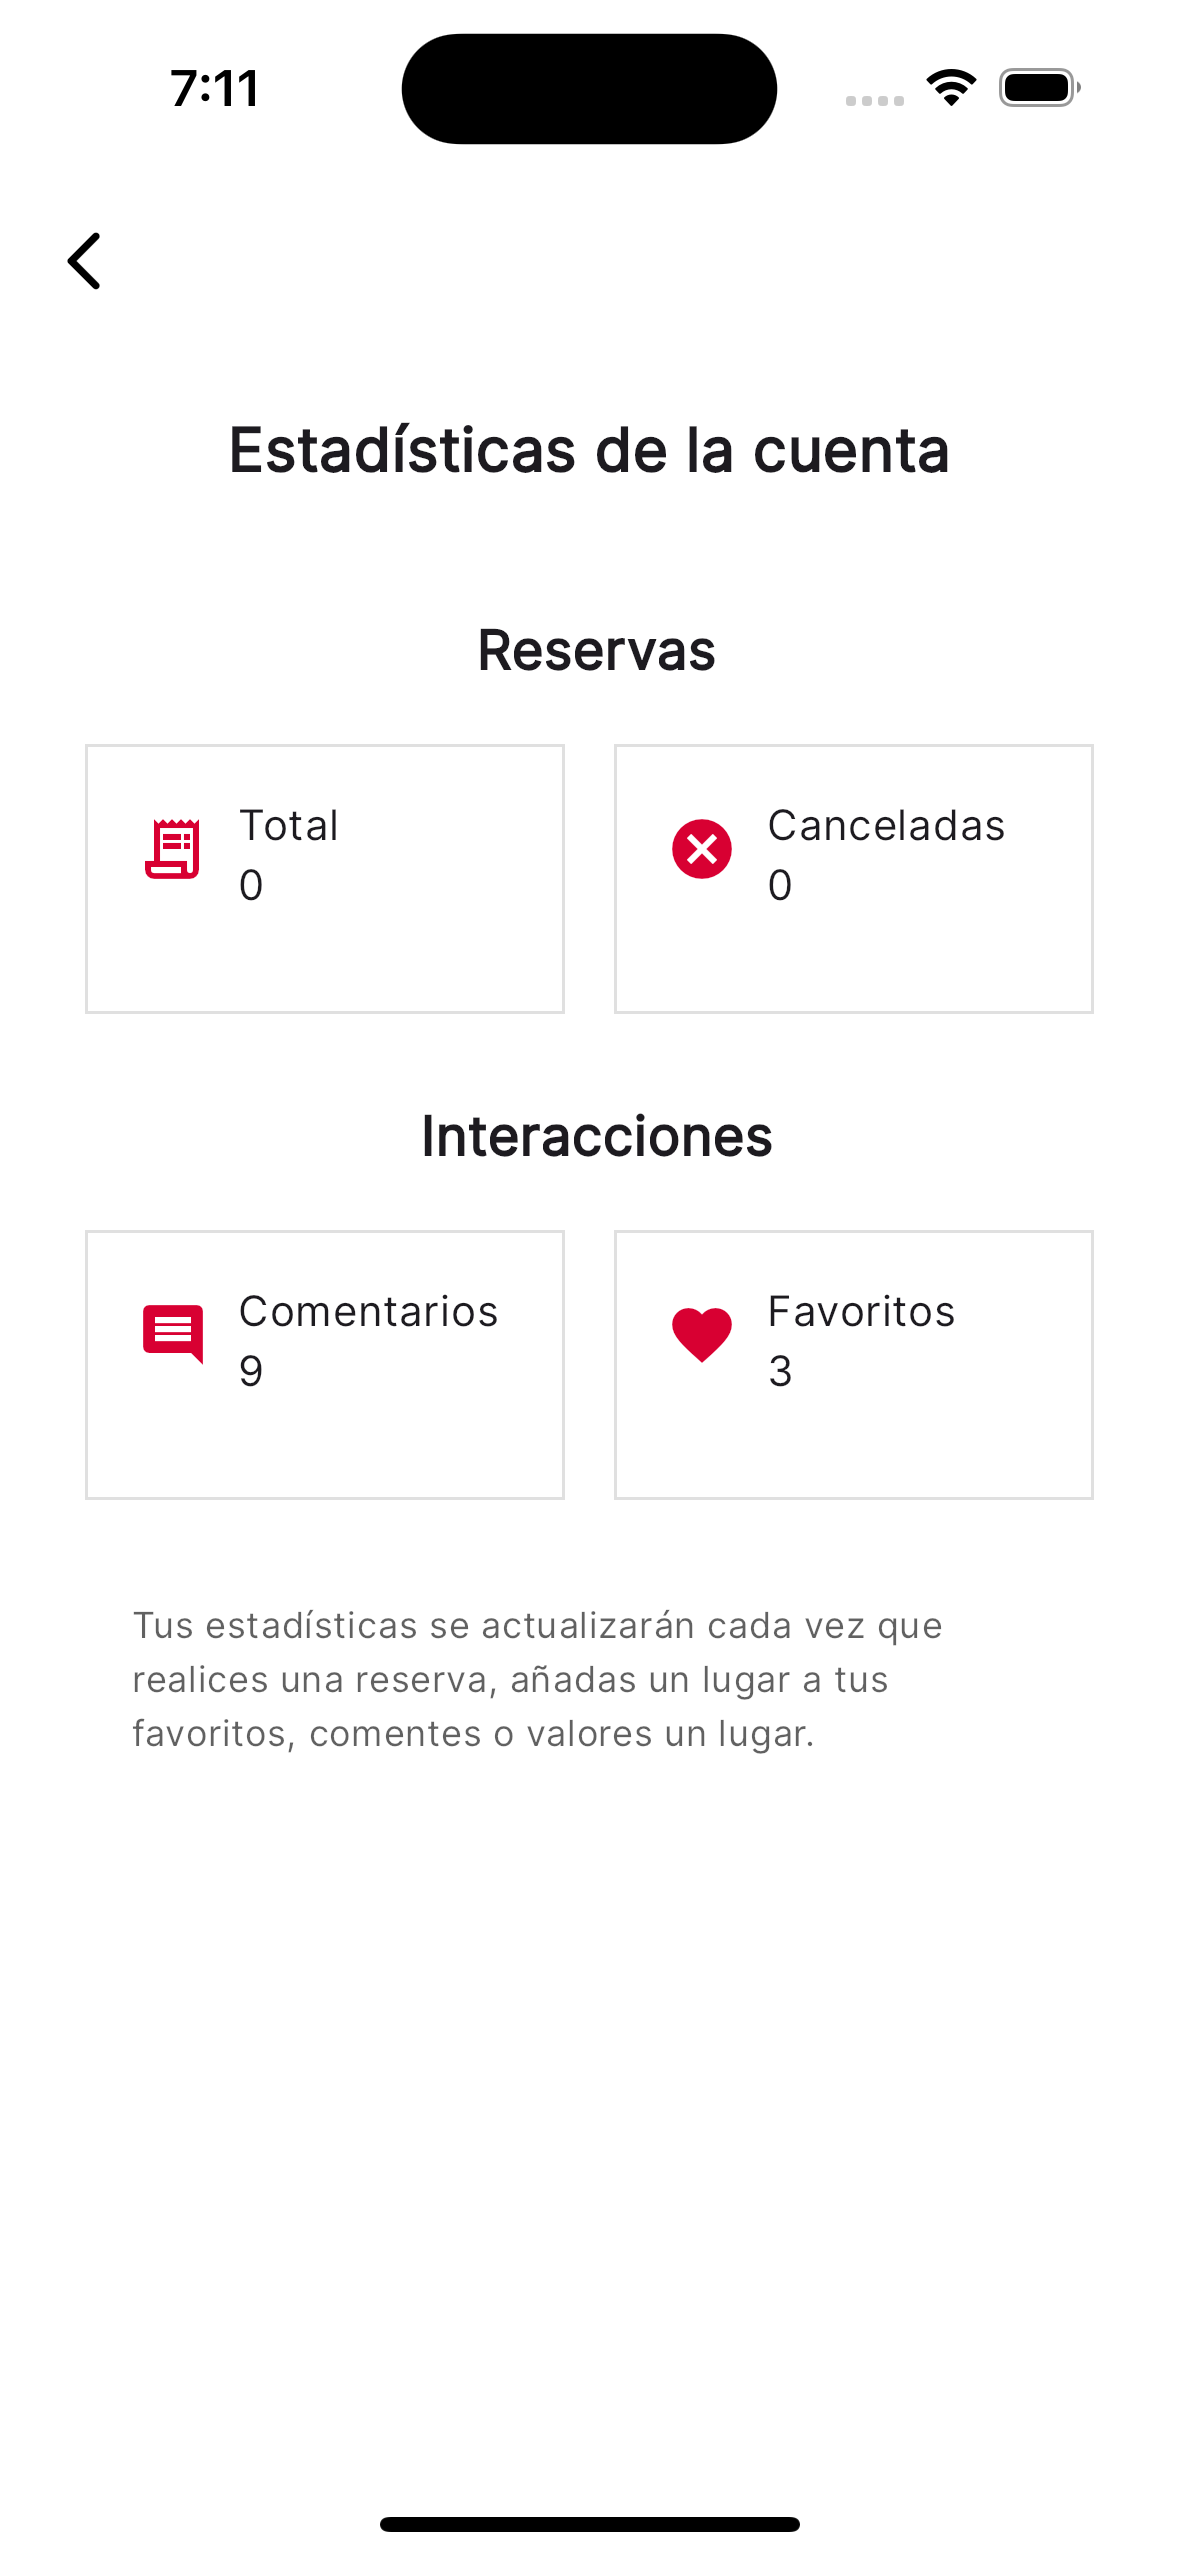 7:11
Estadísticas de la cuenta
Reservas
Total
0
Canceladas
0
Interacciones
Comentarios
9
Favoritos
3
Tus estadísticas se actualizarán cada vez que
realices una reserva, añadas un lugar a tus
favoritos, comentes o valores un lugar.